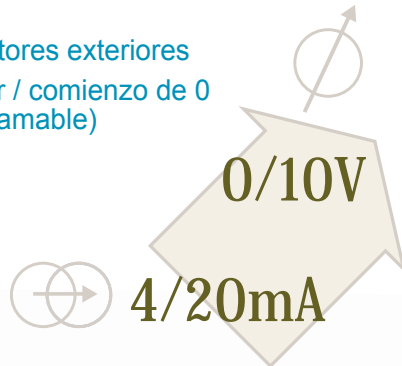 tores exteriores
r / comienzo de 0
amable)
0/10V
4/20mA